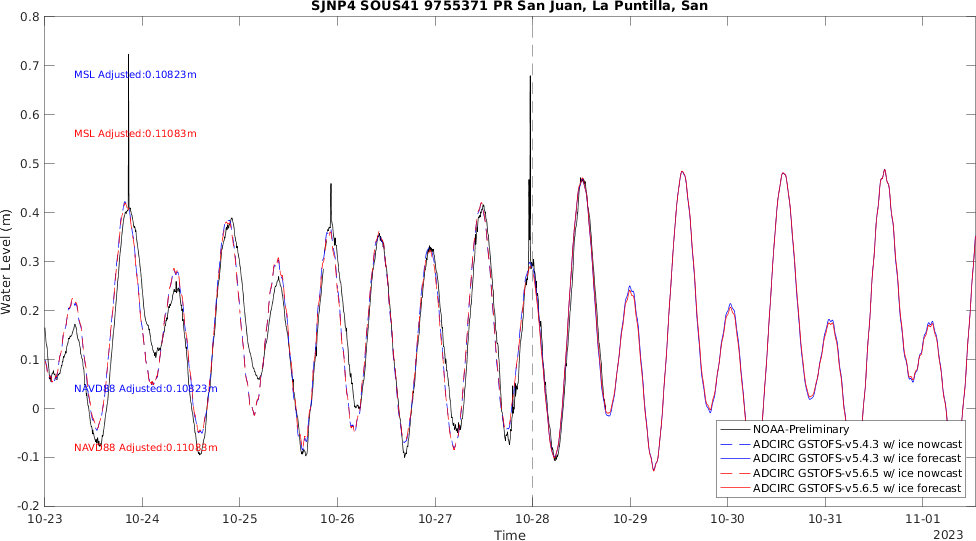 SJNP4 SOUS41 9755371 PR San Juan, La Puntilla, San
0.8
0.7
0.6
0.5
0.4
0.3
0.2
0.1
0
-0.1
-0.2
Water Level (m)
MSL Adjusted:0.10823m
MSL Adjusted:0.11083m
NAVD88 Adjusted:0.10823m
NAVD88 Adjusted:0.11083m
NOAA-Preliminary
ADCIRC GSTOFS-v5.4.3 w/ ice nowcast
ADCIRC GSTOFS-v5.4.3 w/ ice forecast
ADCIRC GSTOFS-v5.6.5 w/ ice nowcast
ADCIRC GSTOFS-v5.6.5 w/ ice forecast
10-23 10-24 10-25 10-26 10-27 10-28 10-29 10-30 10-31 11-01
Time
2023